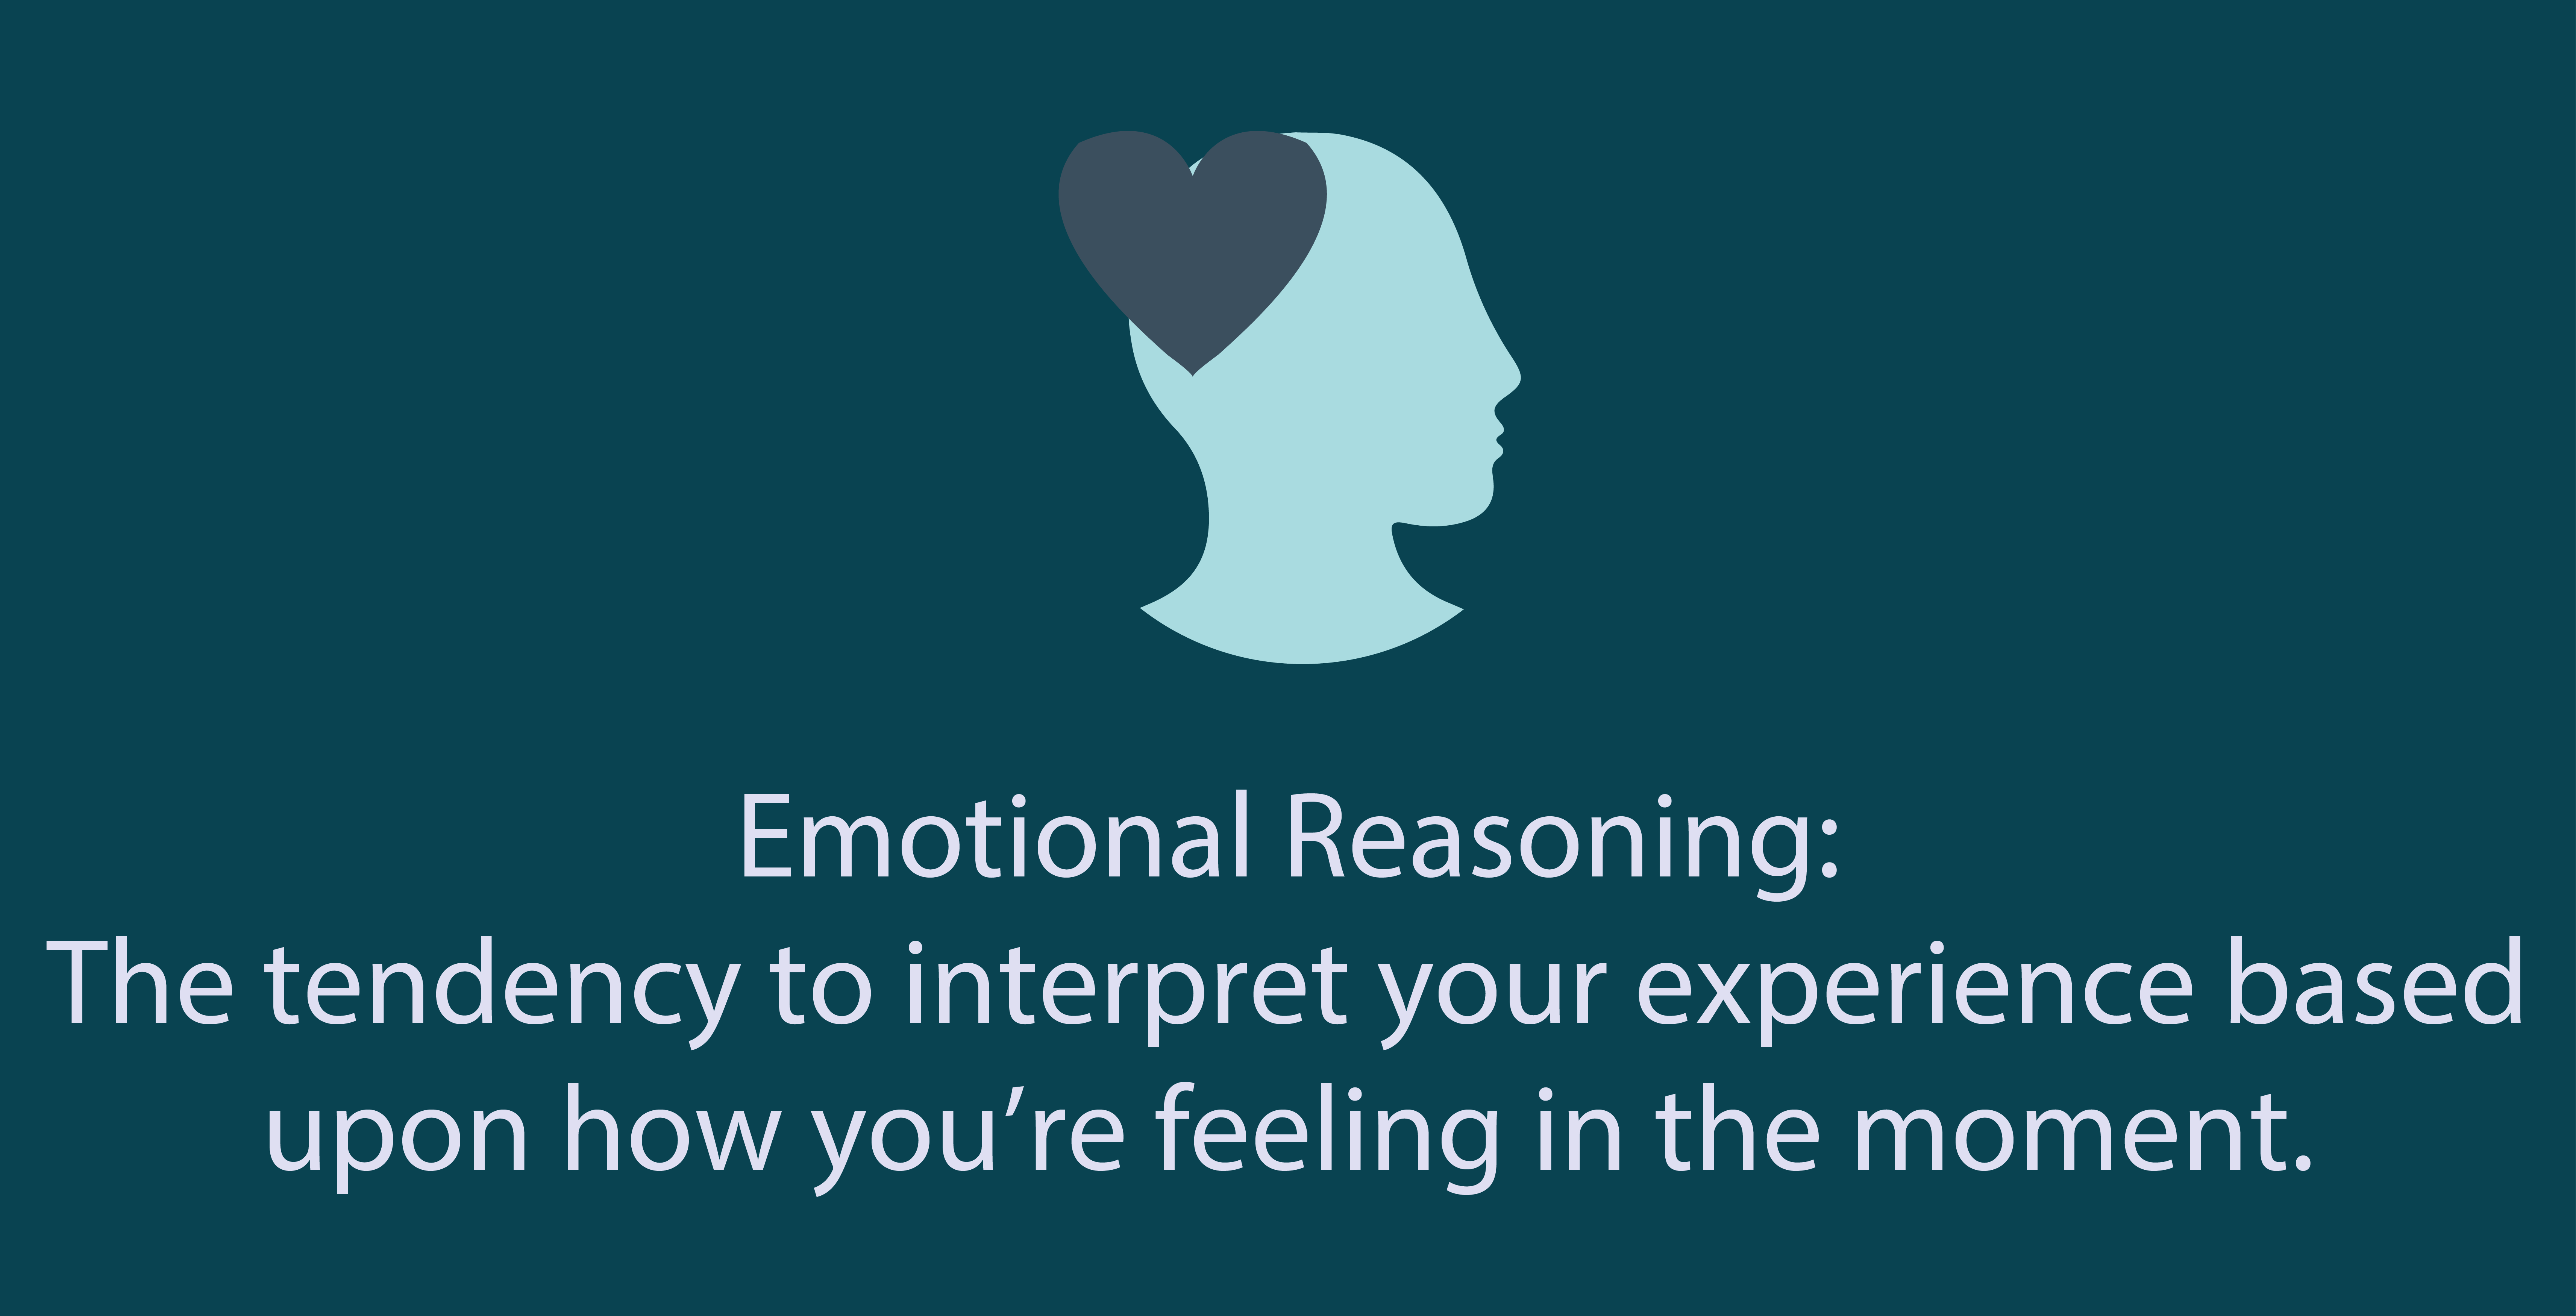 Emotional Reasoning:
The tendency to interpret your experience based
upon how you’re feeling in the moment.